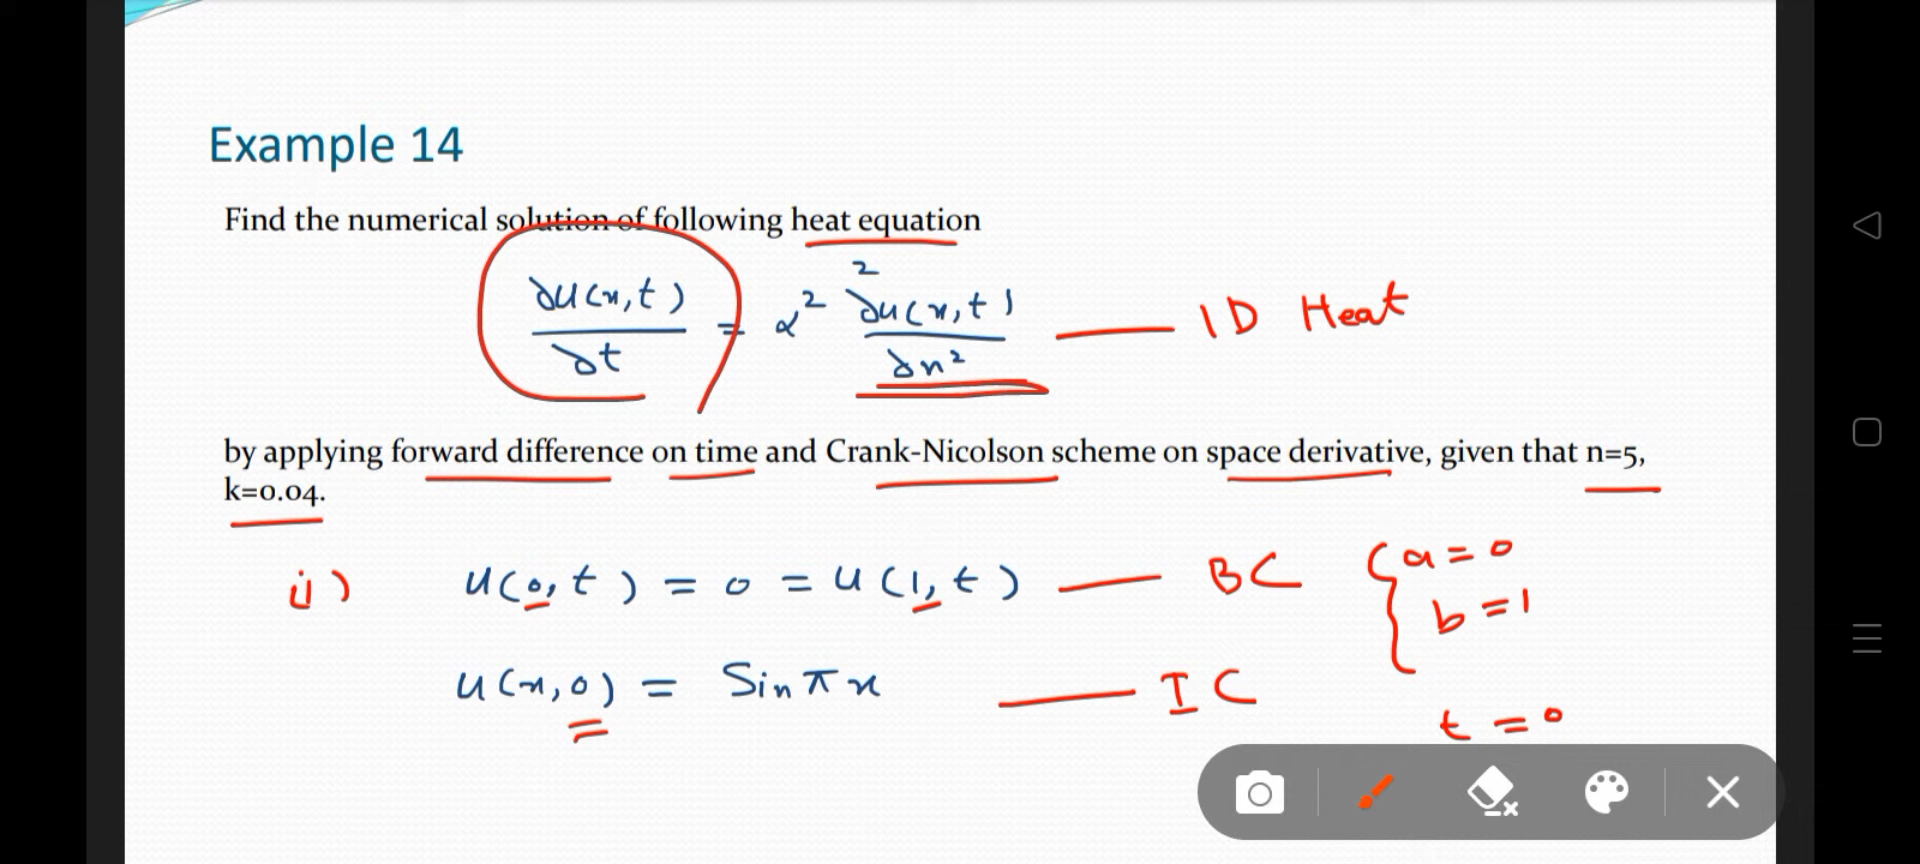 Example 14
Find the numerical solution of following heat equation
∂u(x,t)/∂t = α² ∂²u(x,t)/∂x² — 1D Heat
by applying forward difference on time and Crank-Nicolson scheme on space derivative, given that n=5,
k=0.04.
i) u(0,t) = 0 = u(1,t) — BC { a=0
b=1
u(x,0) = Sinπx — IC
t=0